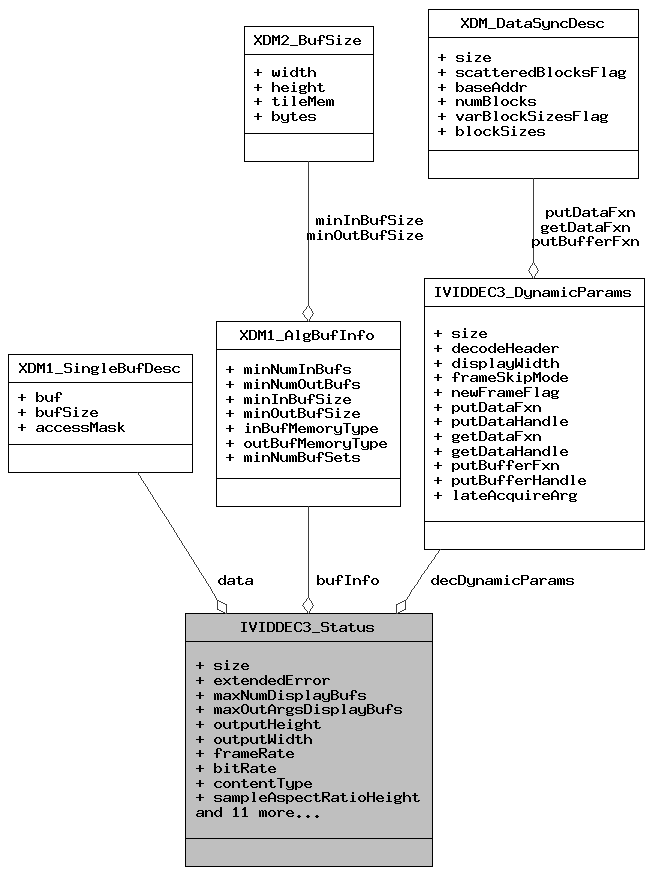 XDM2_BufSize
+ width
+ height
+ tileMem
+ bytes
XDM_DataSyncDesc
+ size
+ scatteredBlocksFlag
+ baseAddr
+ numBlocks
+ varBlockSizesFlag
+ blockSizes
minInBufSize
minOutBufSize
putDataFxn
getDataFxn
putBufferFxn
XDM1_SingleBufDesc
+ buf
+ bufSize
+ accessMask
XDM1_AlgBufInfo
+ minNumInBufs
+ minNumOutBufs
+ minInBufSize
+ minOutBufSize
+ inBufMemoryType
+ outBufMemoryType
+ minNumBufSets
IVIDDEC3_DynamicParams
+ size
+ decodeHeader
+ displayWidth
+ frameSkipMode
+ newFrameFlag
+ putDataFxn
+ putDataHandle
+ getDataFxn
+ getDataHandle
+ putBufferFxn
+ putBufferHandle
+ lateAcquireArg
data
bufInfo
decDynamicParams
IVIDDEC3_Status
+ size
+ extendedError
+ maxNumDisplayBufs
+ maxOutArgsDisplayBufs
+ outputHeight
+ outputWidth
+ frameRate
+ bitRate
+ contentType
+ sampleAspectRatioHeight
and 11 more...